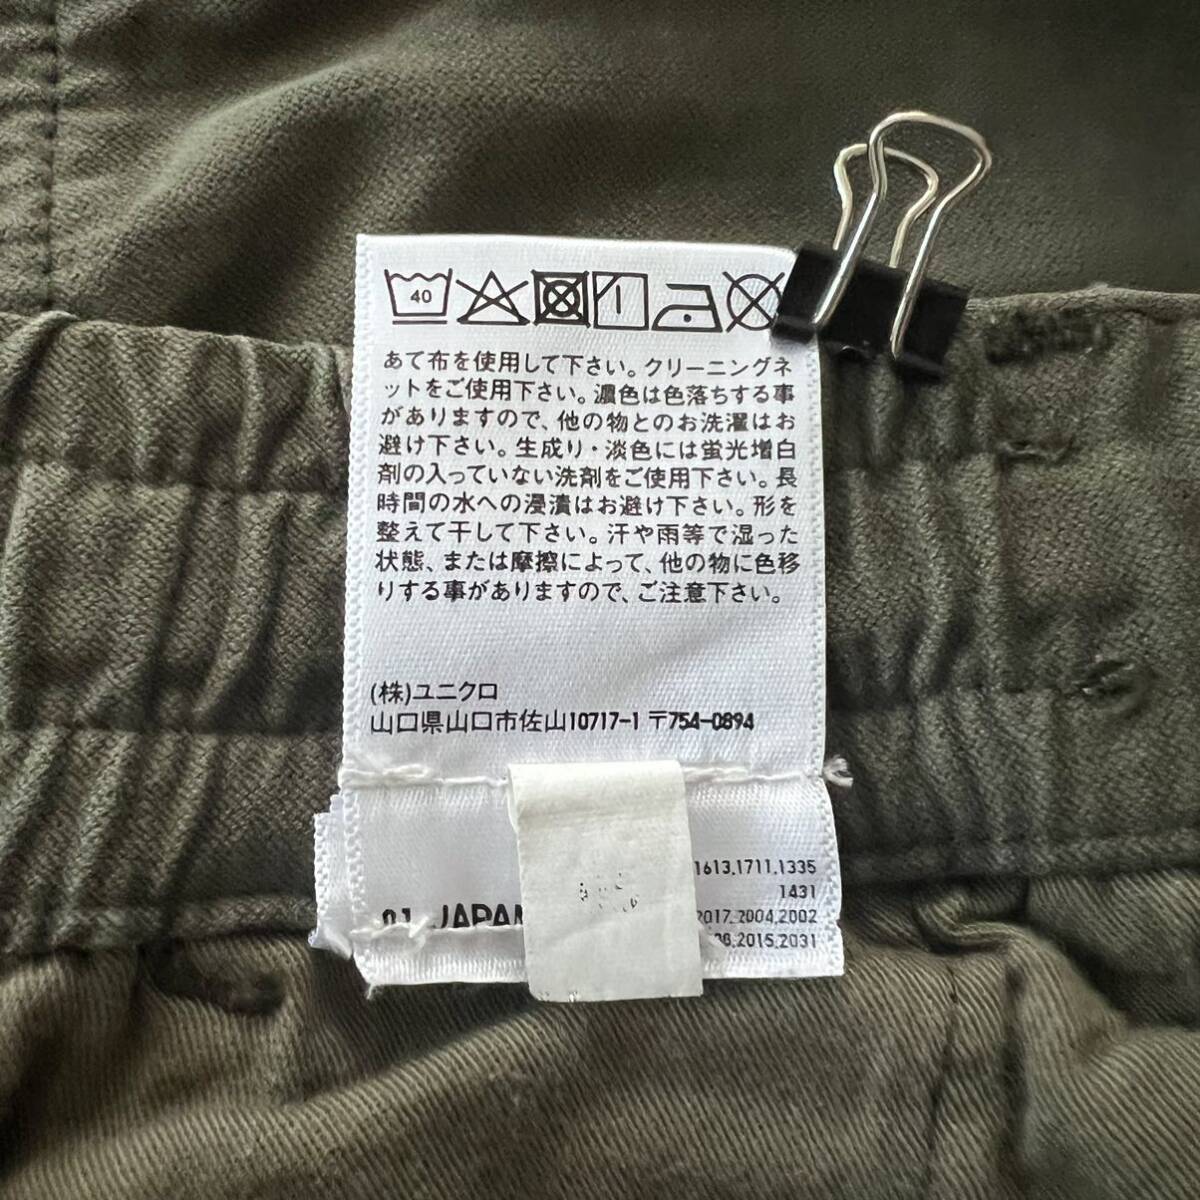 40
あて布を使用して下さい。クリーニングネ
ットをご使用下さい。濃色は色落ちする事
がありますので、他の物とのお洗濯はお
避け下さい。生成り・淡色には蛍光増白
剤の入っていない洗剤をご使用下さい。長
時間の水への浸漬はお避け下さい。形を
整えて干して下さい。汗や雨等で湿った
状態、または摩擦によって、他の物に色移
りする事がありますので、ご注意下さい。
(株)ユニクロ
山口県山口市佐山10717-1 〒754-0894
1613.1711.1335
1431
2017.2004.2002
01 JAPAN
.2015.2031